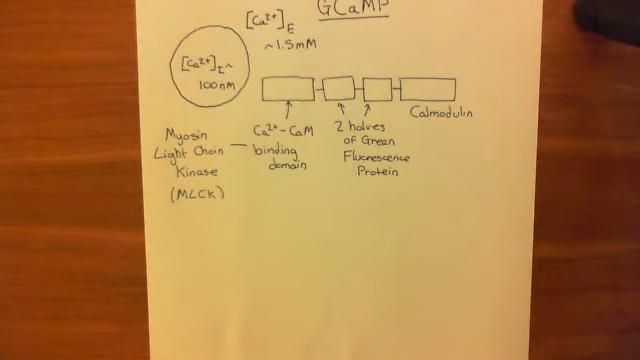 GCaMP
[Ca²⁺]E
~1.5mM
[Ca²⁺]I ~
100nM
Calmodulin
Myosin
Light Chain
Kinase
(MLCK)
Ca²⁺-CaM
binding
domain
2 halves
of Green
Fluorescence
Protein